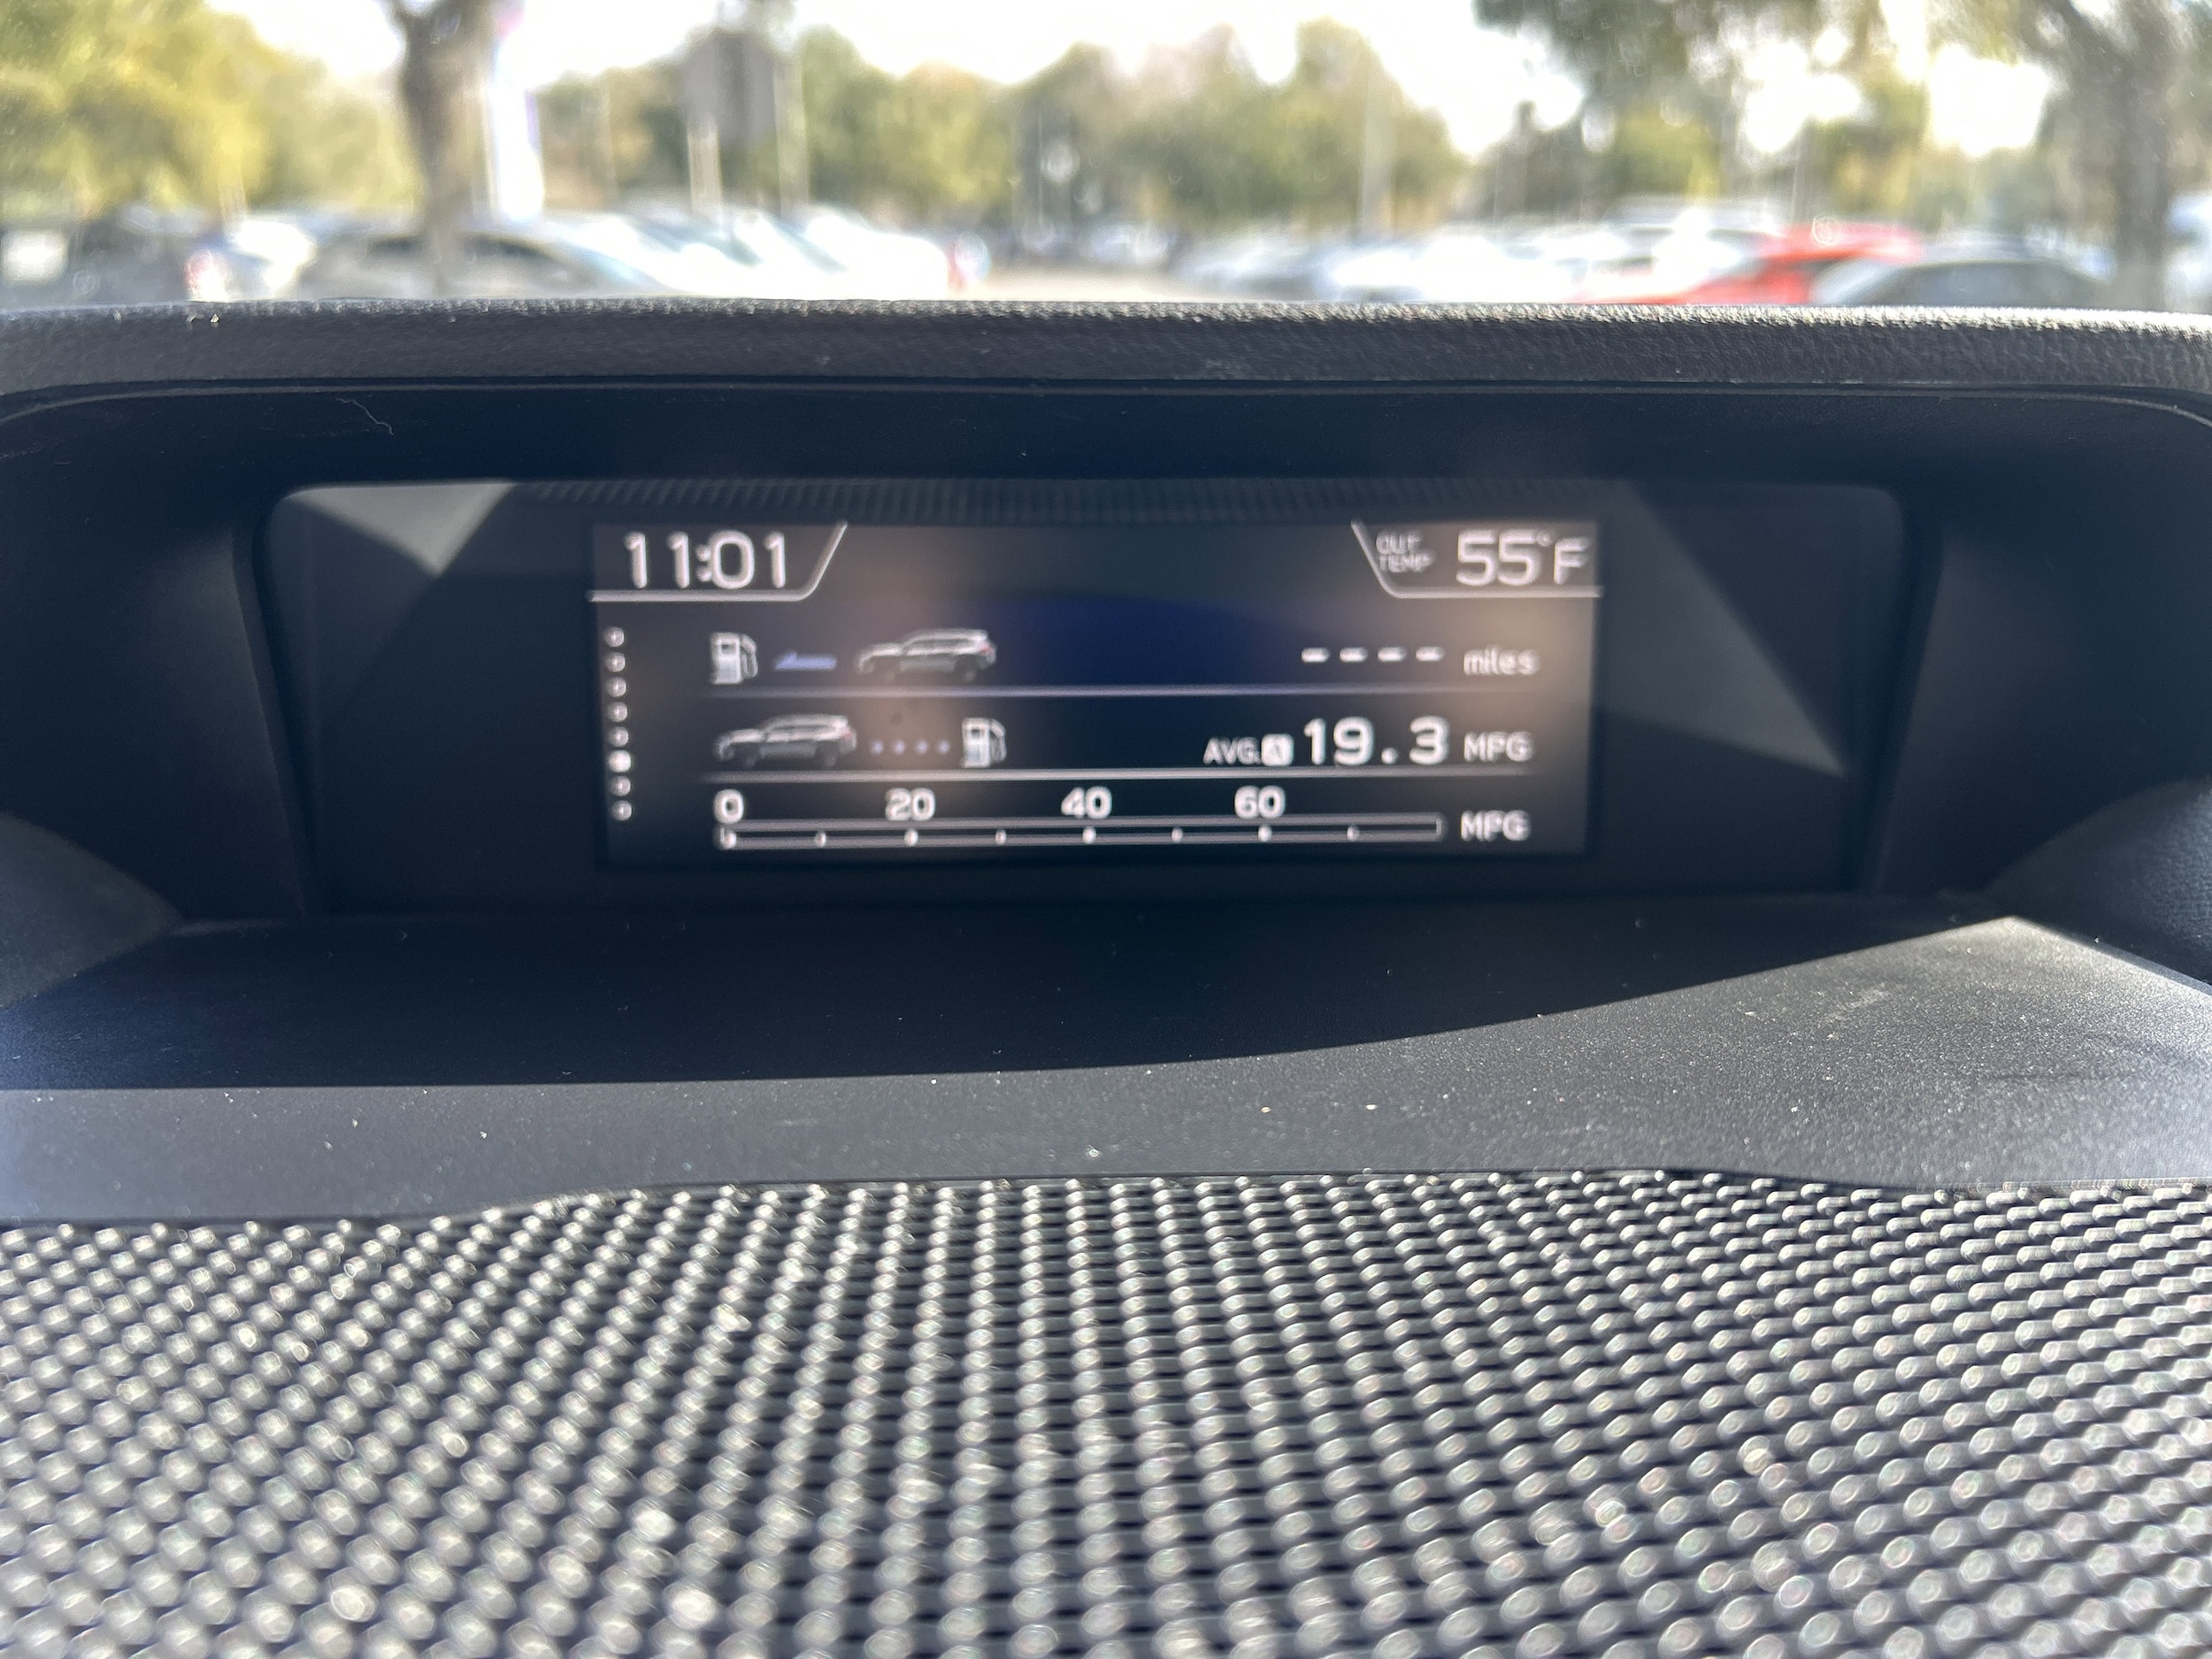 11:01
OUT TEMP 55°F
---- miles
AVG. A 19.3 MPG
0 20 40 60
MPG